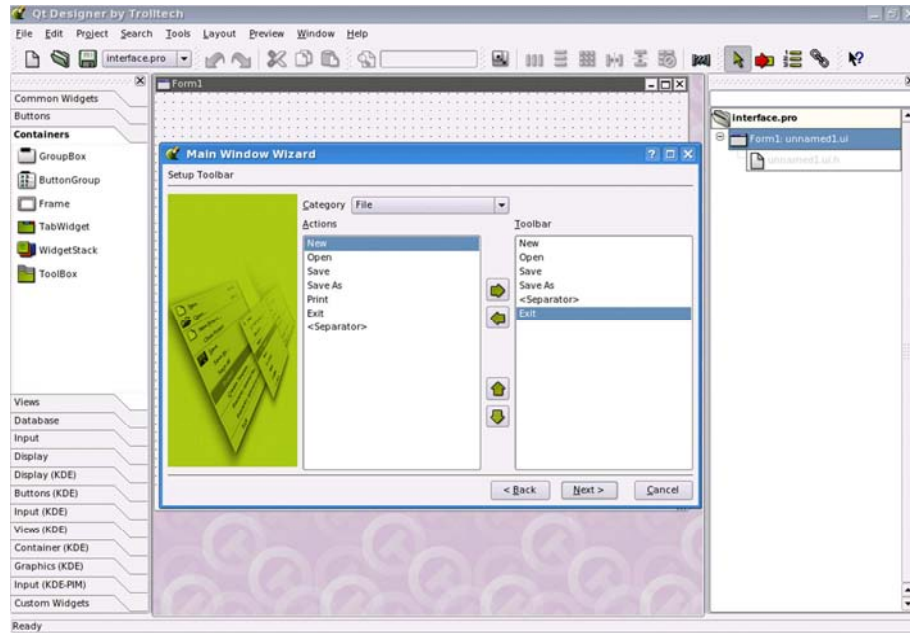 Qt Designer by Trolltech
File Edit Project Search Tools Layout Preview Window Help
interface.pro
Common Widgets
Buttons
Containers
GroupBox
ButtonGroup
Frame
TabWidget
WidgetStack
ToolBox
Views
Database
Input
Display
Display (KDE)
Buttons (KDE)
Input (KDE)
Views (KDE)
Container (KDE)
Graphics (KDE)
Input (KDE-PIM)
Custom Widgets
Form1
Main Window Wizard
Setup Toolbar
Category File
Actions
New
Open
Save
Save As
Print
Exit
<Separator>
Toolbar
New
Open
Save
Save As
<Separator>
Exit
< Back Next > Cancel
interface.pro
Form1: unnamed1.ui
unnamed1.ui.h
Ready